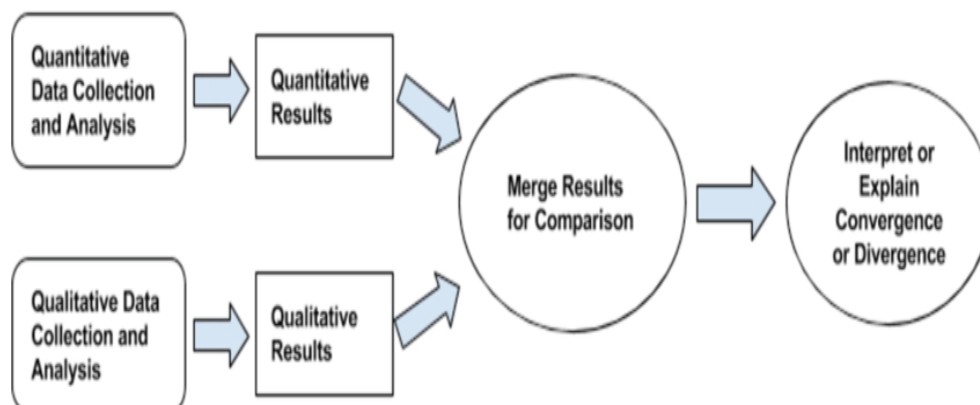 Quantitative
Data Collection
and Analysis
Quantitative
Results
Qualitative Data
Collection and
Analysis
Qualitative
Results
Merge Results
for Comparison
Interpret or
Explain
Convergence
or Divergence